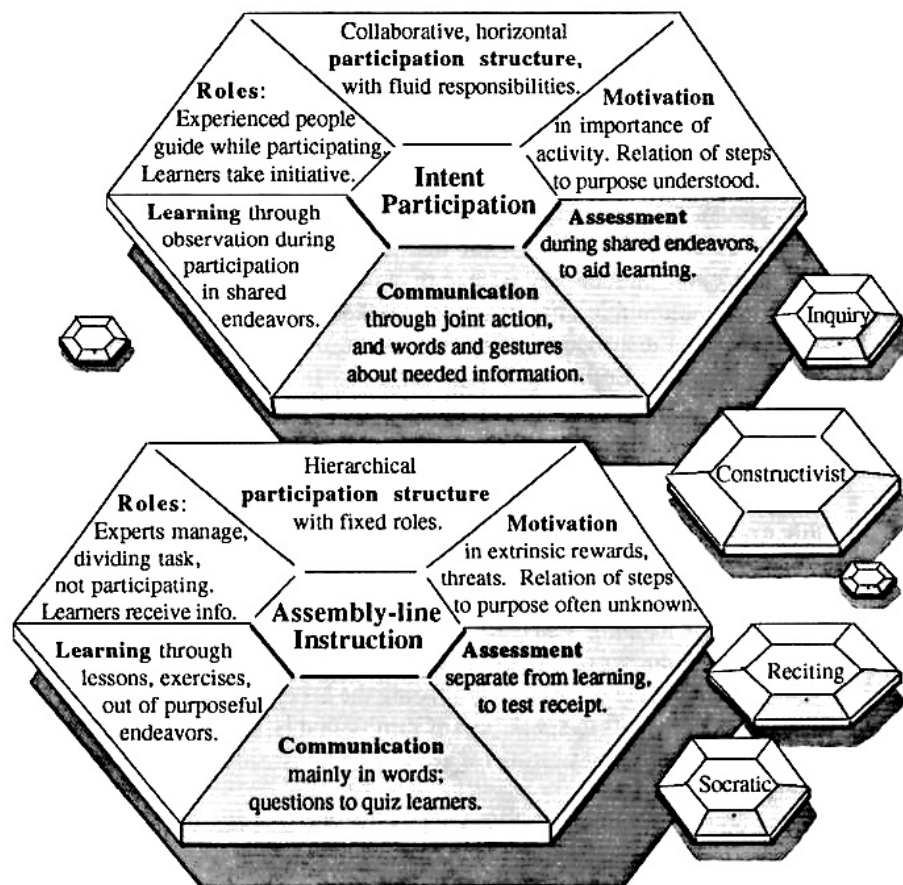 Collaborative, horizontal
participation structure,
with fluid responsibilities.
Roles:
Experienced people
guide while participating.
Learners take initiative.
Motivation
in importance of
activity. Relation of steps
to purpose understood.
Intent
Participation
Learning through
observation during
participation
in shared
endeavors.
Assessment
during shared endeavors,
to aid learning.
Communication
through joint action,
and words and gestures
about needed information.
Inquiry
Constructivist
Hierarchical
participation structure
with fixed roles.
Roles:
Experts manage,
dividing task,
not participating.
Learners receive info.
Motivation
in extrinsic rewards,
threats. Relation of steps
to purpose often unknown.
Assembly-line
Instruction
Learning through
lessons, exercises,
out of purposeful
endeavors.
Assessment
separate from learning,
to test receipt.
Communication
mainly in words;
questions to quiz learners.
Reciting
Socratic